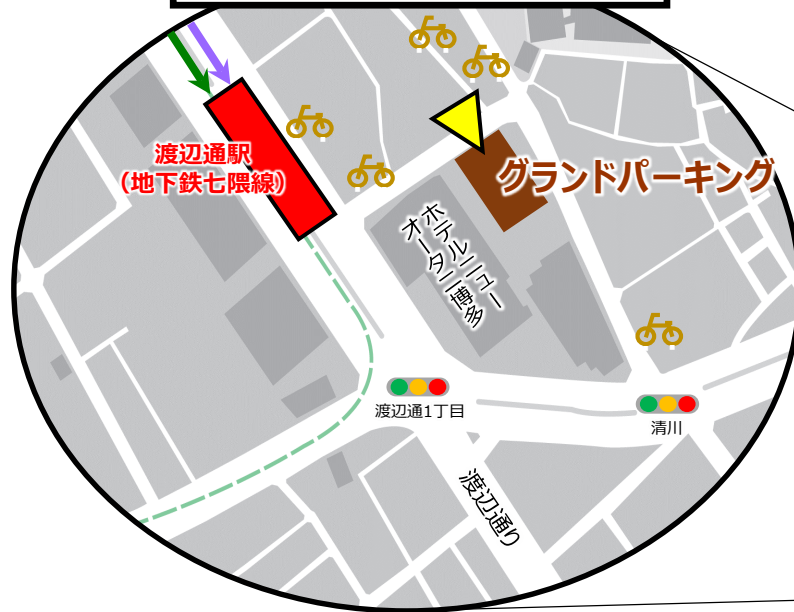 渡辺通駅
（地下鉄七隈線）
グランドパーキング
ホテルニュー
オータニ博多
渡辺通1丁目
清川
渡辺通り